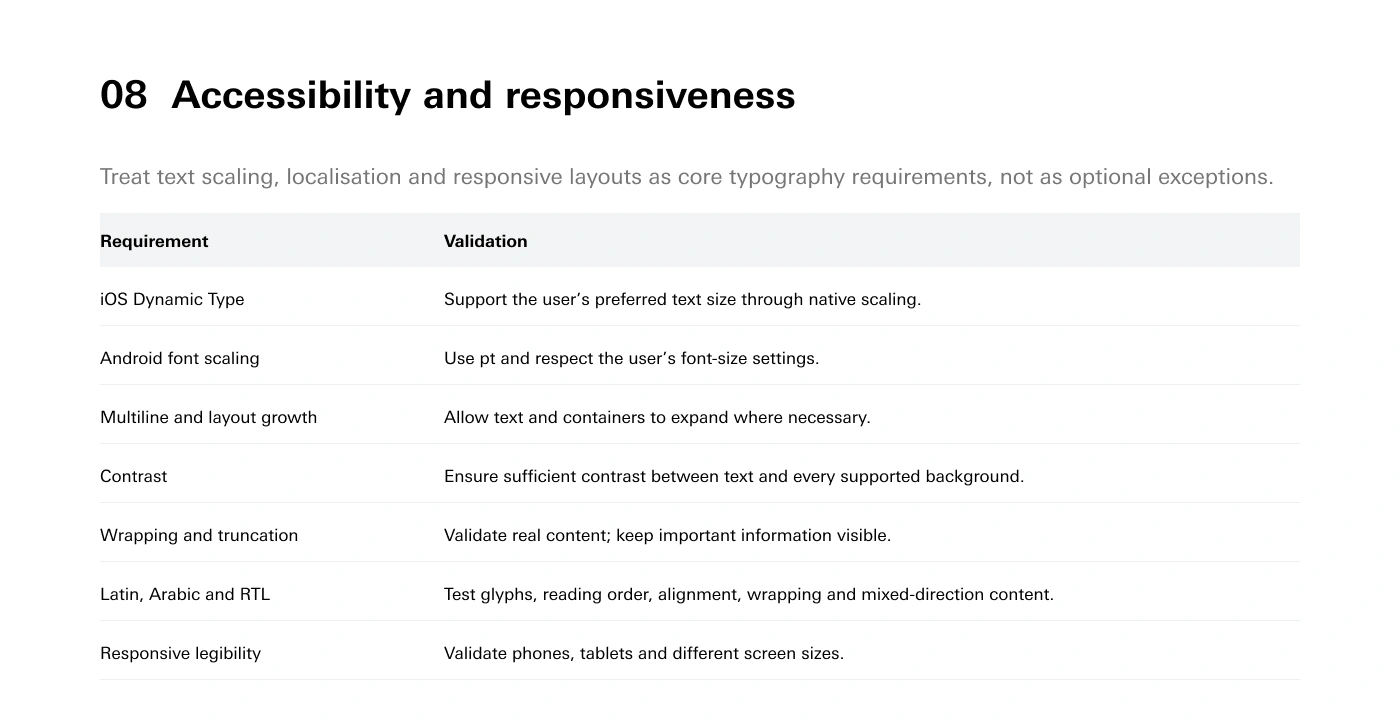 08 Accessibility and responsiveness
Treat text scaling, localisation and responsive layouts as core typography requirements, not as optional exceptions.
Requirement Validation
iOS Dynamic Type Support the user’s preferred text size through native scaling.
Android font scaling Use pt and respect the user’s font-size settings.
Multiline and layout growth Allow text and containers to expand where necessary.
Contrast Ensure sufficient contrast between text and every supported background.
Wrapping and truncation Validate real content; keep important information visible.
Latin, Arabic and RTL Test glyphs, reading order, alignment, wrapping and mixed-direction content.
Responsive legibility Validate phones, tablets and different screen sizes.